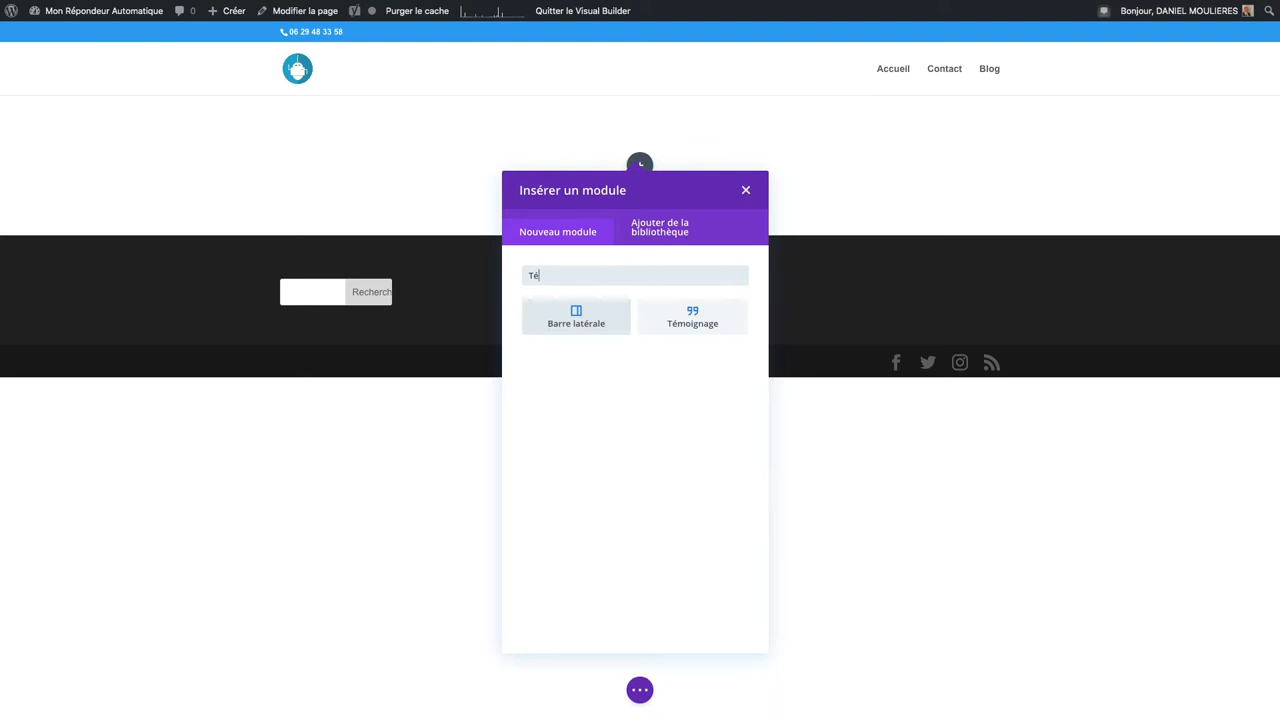 Mon Répondeur Automatique 0 Créer Modifier la page Purger le cache Quitter le Visual Builder Bonjour, DANIEL MOULIERES
06 29 48 33 58
Accueil Contact Blog
Insérer un module
Nouveau module
Ajouter de la
bibliothèque
Té
Barre latérale
Témoignage
Recherch